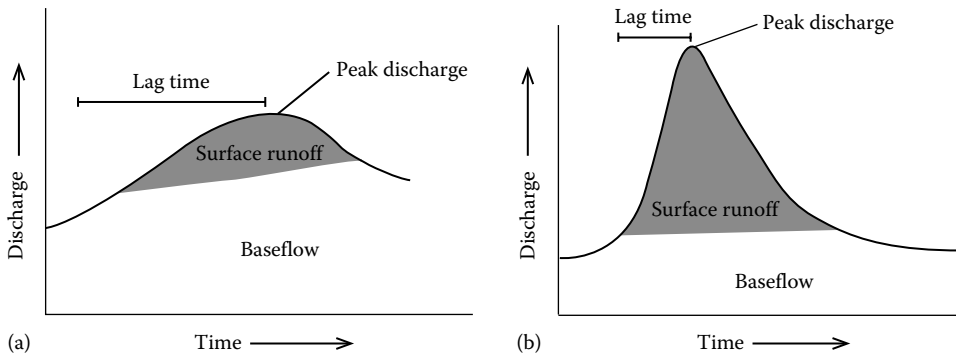 Lag time
Peak discharge
Surface runoff
Baseflow
Discharge
Time
(a)
Lag time
Peak discharge
Surface runoff
Baseflow
Discharge
Time
(b)